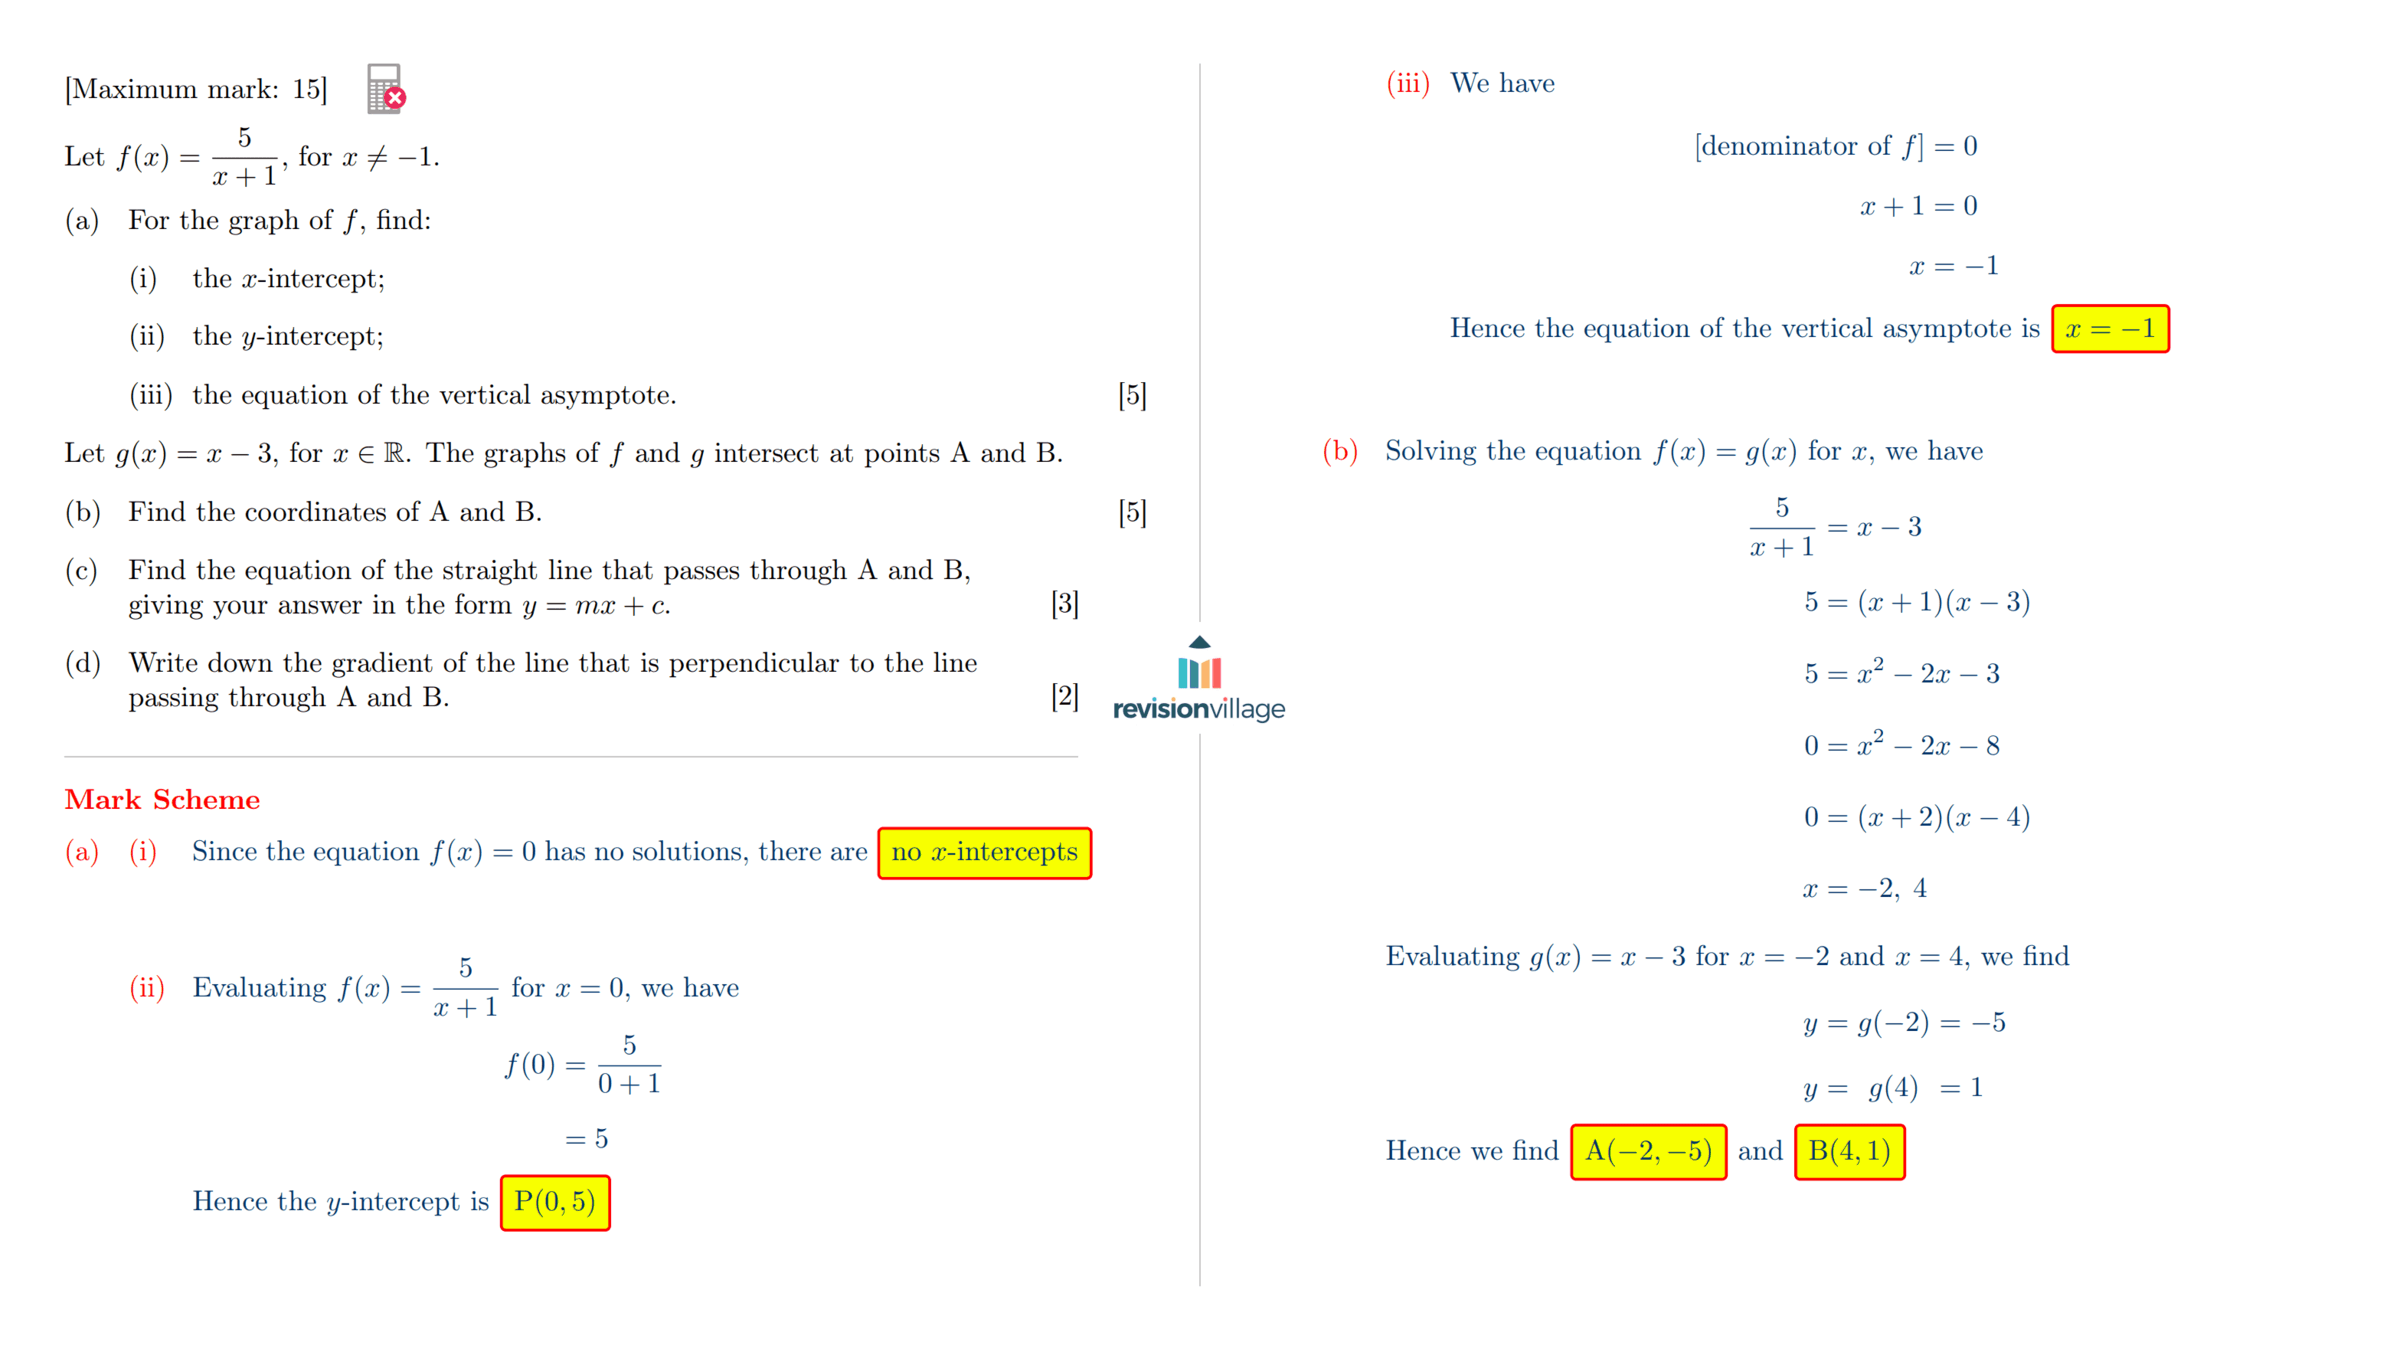 [Maximum mark: 15]
Let f(x) = 5/(x + 1), for x ≠ −1.
(a) For the graph of f, find:
(i) the x-intercept;
(ii) the y-intercept;
(iii) the equation of the vertical asymptote. [5]
Let g(x) = x − 3, for x ∈ ℝ. The graphs of f and g intersect at points A and B.
(b) Find the coordinates of A and B. [5]
(c) Find the equation of the straight line that passes through A and B,
giving your answer in the form y = mx + c. [3]
(d) Write down the gradient of the line that is perpendicular to the line
passing through A and B. [2]
Mark Scheme
(a) (i) Since the equation f(x) = 0 has no solutions, there are no x-intercepts
(ii) Evaluating f(x) = 5/(x + 1) for x = 0, we have
f(0) = 5/(0 + 1)
= 5
Hence the y-intercept is P(0, 5)
revisionvillage
(iii) We have
[denominator of f] = 0
x + 1 = 0
x = −1
Hence the equation of the vertical asymptote is x = −1
(b) Solving the equation f(x) = g(x) for x, we have
5/(x + 1) = x − 3
5 = (x + 1)(x − 3)
5 = x² − 2x − 3
0 = x² − 2x − 8
0 = (x + 2)(x − 4)
x = −2, 4
Evaluating g(x) = x − 3 for x = −2 and x = 4, we find
y = g(−2) = −5
y = g(4) = 1
Hence we find A(−2, −5) and B(4, 1)